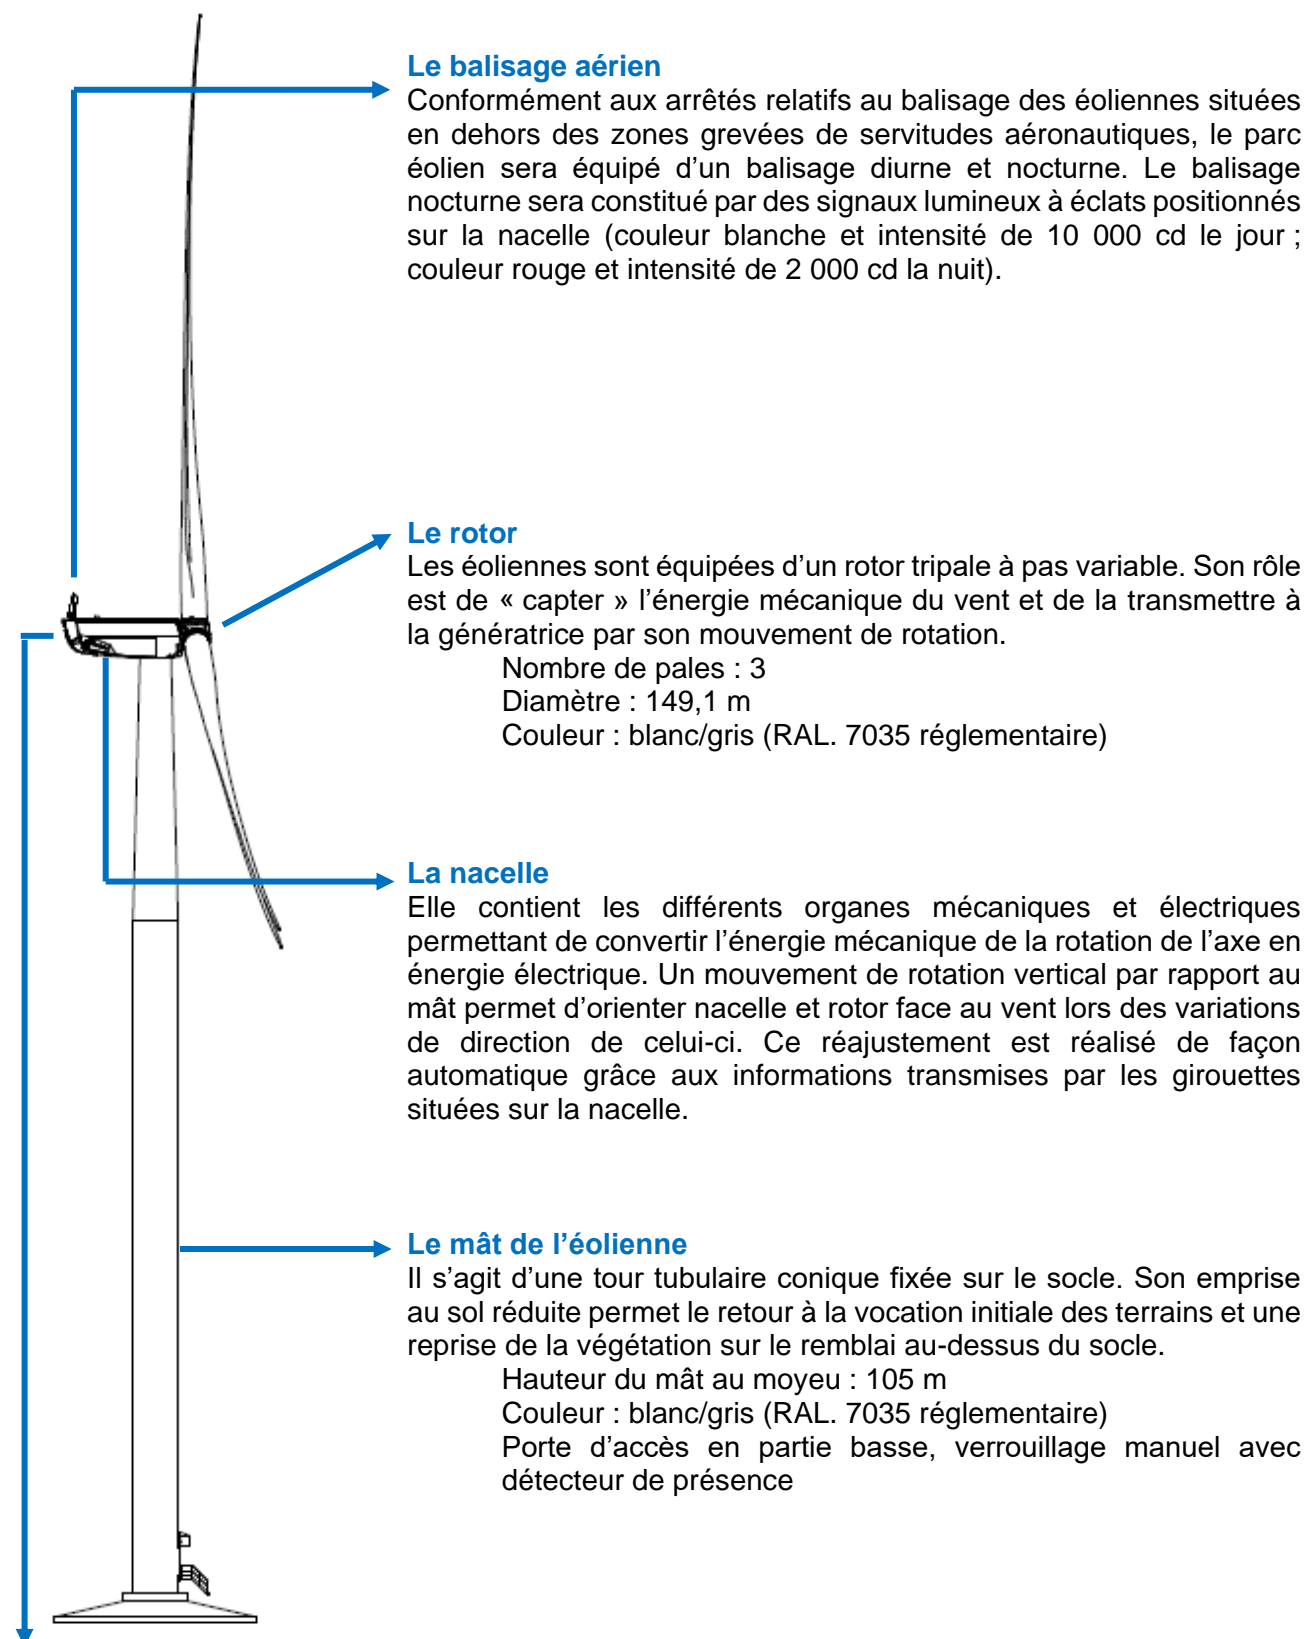 Le balisage aérien
Conformément aux arrêtés relatifs au balisage des éoliennes situées
en dehors des zones grevées de servitudes aéronautiques, le parc
éolien sera équipé d’un balisage diurne et nocturne. Le balisage
nocturne sera constitué par des signaux lumineux à éclats positionnés
sur la nacelle (couleur blanche et intensité de 10 000 cd le jour ;
couleur rouge et intensité de 2 000 cd la nuit).
Le rotor
Les éoliennes sont équipées d’un rotor tripale à pas variable. Son rôle
est de « capter » l’énergie mécanique du vent et de la transmettre à
la génératrice par son mouvement de rotation.
Nombre de pales : 3
Diamètre : 149,1 m
Couleur : blanc/gris (RAL. 7035 réglementaire)
La nacelle
Elle contient les différents organes mécaniques et électriques
permettant de convertir l’énergie mécanique de la rotation de l’axe en
énergie électrique. Un mouvement de rotation vertical par rapport au
mât permet d’orienter nacelle et rotor face au vent lors des variations
de direction de celui-ci. Ce réajustement est réalisé de façon
automatique grâce aux informations transmises par les girouettes
situées sur la nacelle.
Le mât de l’éolienne
Il s’agit d’une tour tubulaire conique fixée sur le socle. Son emprise
au sol réduite permet le retour à la vocation initiale des terrains et une
reprise de la végétation sur le remblai au-dessus du socle.
Hauteur du mât au moyeu : 105 m
Couleur : blanc/gris (RAL. 7035 réglementaire)
Porte d’accès en partie basse, verrouillage manuel avec
détecteur de présence